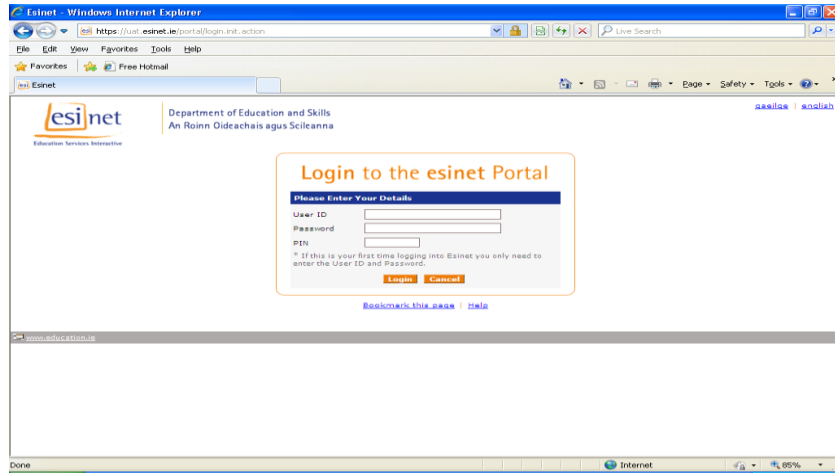 Esinet - Windows Internet Explorer
https://uat.esinet.ie/portal/login.init.action
Live Search
File Edit View Favorites Tools Help
Favorites Free Hotmail
Esinet
Page Safety Tools
gaeilge | english
esinet
Education Services Interactive
Department of Education and Skills
An Roinn Oideachais agus Scileanna
Login to the esinet Portal
Please Enter Your Details
User ID
Password
PIN
* If this is your first time logging into Esinet you only need to
enter the User ID and Password.
Login Cancel
Bookmark this page | Help
www.education.ie
Done Internet 85%